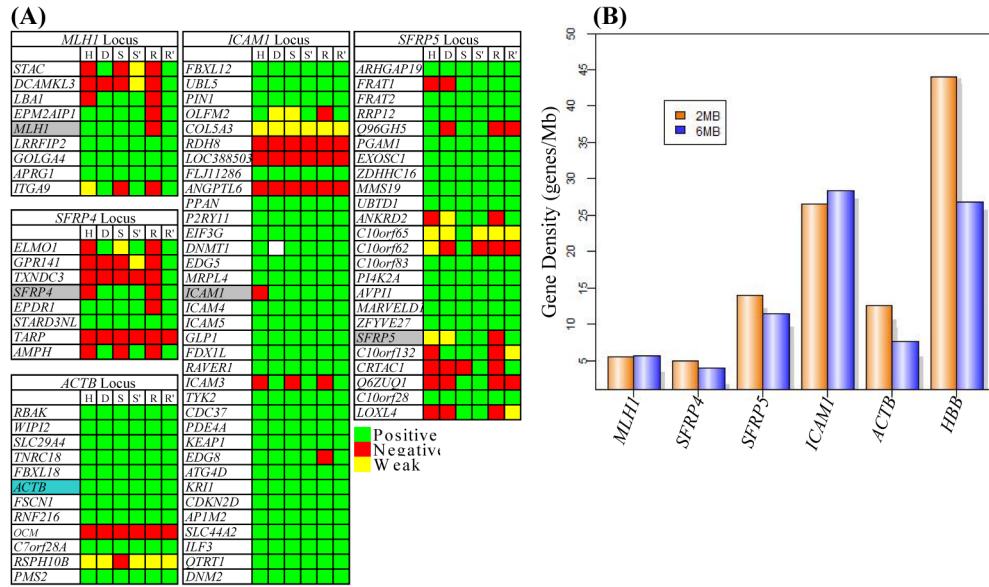 (A)
MLH1 Locus
H D S S' R R'
STAC
DCAMKL3
LBA1
EPM2AIP1
MLH1
LRRFIP2
GOLGA4
APRG1
ITGA9
SFRP4 Locus
H D S S' R R'
ELMO1
GPR141
TXNDC3
SFRP4
EPDR1
STARD3NL
TARP
AMPH
ACTB Locus
H D S S' R R'
RBAK
WIPI2
SLC29A4
TNRC18
FBXL18
ACTB
FSCN1
RNF216
OCM
C7orf28A
RSPH10B
PMS2
ICAM1 Locus
H D S S' R R'
FBXL12
UBL5
PIN1
OLFM2
COL5A3
RDH8
LOC388503
FLJ11286
ANGPTL6
PPAN
P2RY11
EIF3G
DNMT1
EDG5
MRPL4
ICAM1
ICAM4
ICAM5
GLP1
FDX1L
RAVER1
ICAM3
TYK2
CDC37
PDE4A
KEAP1
EDG8
ATG4D
KRI1
CDKN2D
AP1M2
SLC44A2
ILF3
QTRT1
DNM2
SFRP5 Locus
H D S S' R R'
ARHGAP19
FRAT1
FRAT2
RRP12
Q96GH5
PGAM1
EXOSC1
ZDHHC16
MMS19
UBTD1
ANKRD2
C10orf65
C10orf62
C10orf83
PI4K2A
AVPI1
MARVELD1
ZFYVE27
SFRP5
C10orf132
CRTAC1
Q6ZUQ1
C10orf28
LOXL4
Positive
Negative
Weak
(B)
Gene Density (genes/Mb)
50
45
35
25
15
10
5
2MB
6MB
MLH1
SFRP4
SFRP5
ICAM1
ACTB
HBB